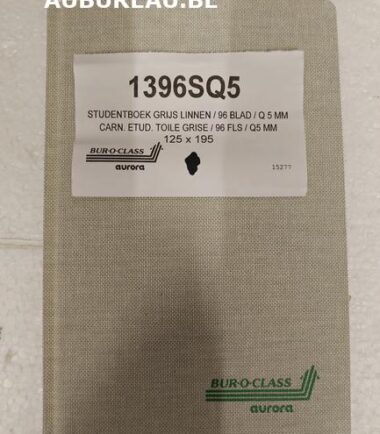 AUBUREAU.BE
1396SQ5
STUDENTBOEK GRIJS LINNEN / 96 BLAD / Q 5 MM
CARN. ETUD. TOILE GRISE / 96 FLS / Q5 MM
125 x 195
BUR-O-CLASS
aurora
15277
BUR-O-CLASS
aurora